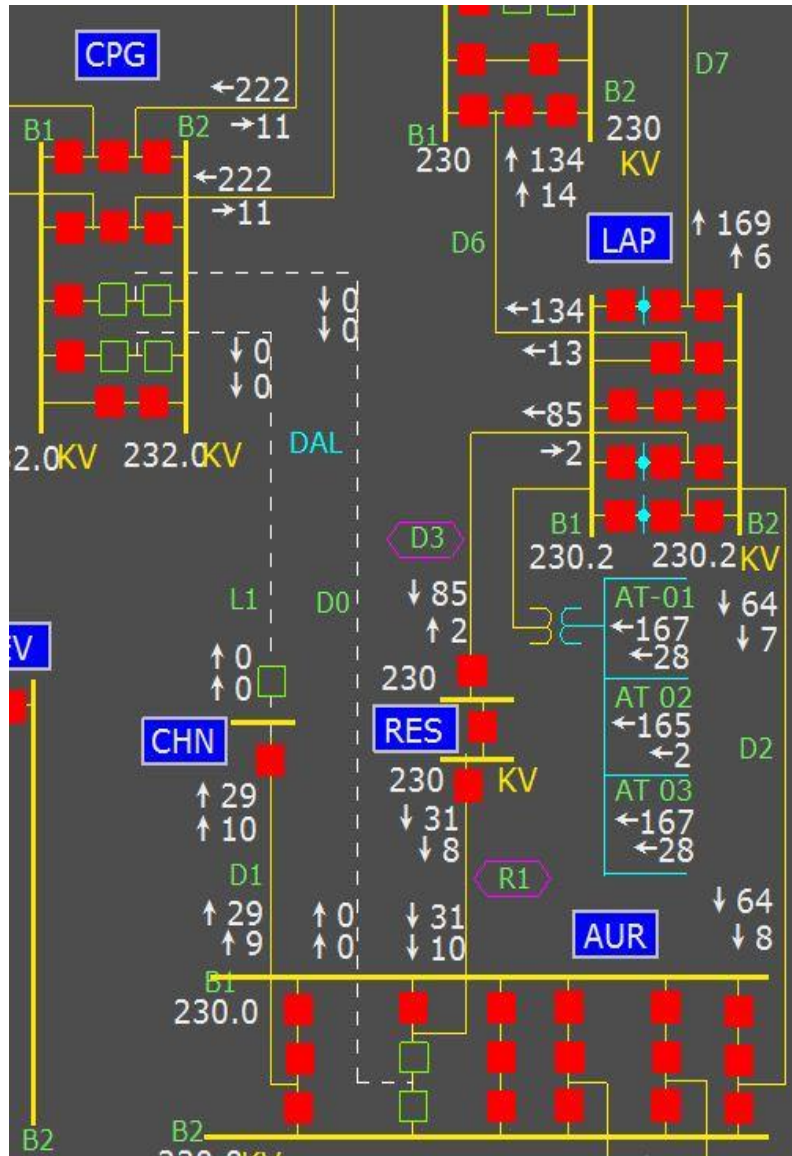 CPG
←222
→11
B1
B2
←222
→11
↓ 0
↓ 0
↓ 0
↓ 0
2.0KV
232.0KV
DAL
D7
B2
B1
230
230
KV
↑ 134
↑ 14
D6
LAP
↑ 169
↑ 6
←134
←13
←85
→2
B1
B2
230.2
230.2KV
D3
↓ 85
↑ 2
AT-01
←167
←28
AT 02
←165
←2
AT 03
←167
←28
↓ 64
↓ 7
D2
L1
D0
EV
↑ 0
↑ 0
CHN
230
RES
230
KV
↑ 29
↑ 10
↓ 31
↓ 8
D1
R1
↑ 29
↑ 9
↑ 0
↑ 0
↓ 31
↓ 10
AUR
↓ 64
↓ 8
B1
230.0
B2
B2